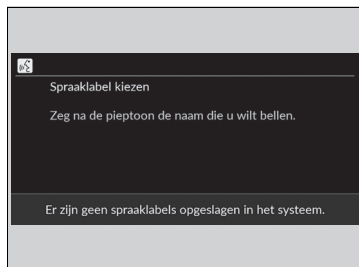 Spraaklabel kiezen
Zeg na de pieptoon de naam die u wilt bellen.
Er zijn geen spraaklabels opgeslagen in het systeem.